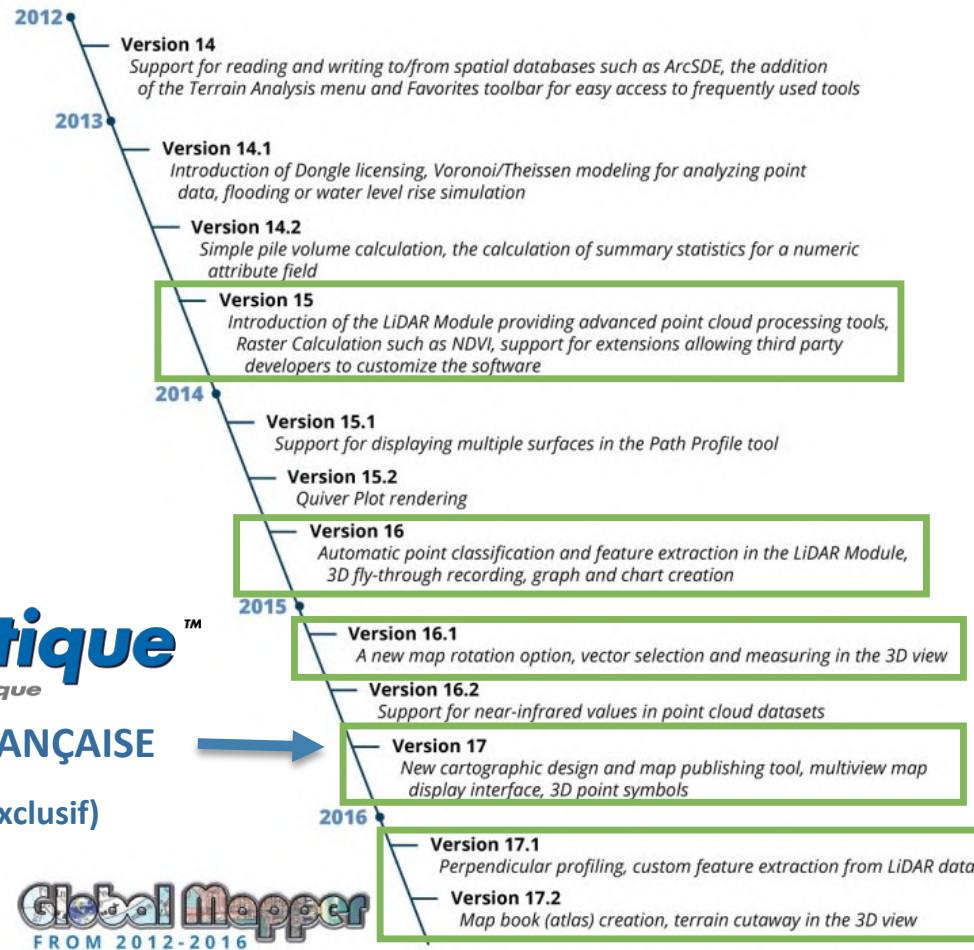 2012
Version 14
Support for reading and writing to/from spatial databases such as ArcSDE, the addition
of the Terrain Analysis menu and Favorites toolbar for easy access to frequently used tools
2013
Version 14.1
Introduction of Dongle licensing, Voronoi/Theissen modeling for analyzing point
data, flooding or water level rise simulation
Version 14.2
Simple pile volume calculation, the calculation of summary statistics for a numeric
attribute field
Version 15
Introduction of the LiDAR Module providing advanced point cloud processing tools,
Raster Calculation such as NDVI, support for extensions allowing third party
developers to customize the software
2014
Version 15.1
Support for displaying multiple surfaces in the Path Profile tool
Version 15.2
Quiver Plot rendering
Version 16
Automatic point classification and feature extraction in the LiDAR Module,
3D fly-through recording, graph and chart creation
2015
Version 16.1
A new map rotation option, vector selection and measuring in the 3D view
tique™
que
Version 16.2
Support for near-infrared values in point cloud datasets
ANÇAISE
Version 17
New cartographic design and map publishing tool, multiview map
display interface, 3D point symbols
xclusif)
2016
Version 17.1
Perpendicular profiling, custom feature extraction from LiDAR data
Version 17.2
Map book (atlas) creation, terrain cutaway in the 3D view
Global Mapper
FROM 2012-2016